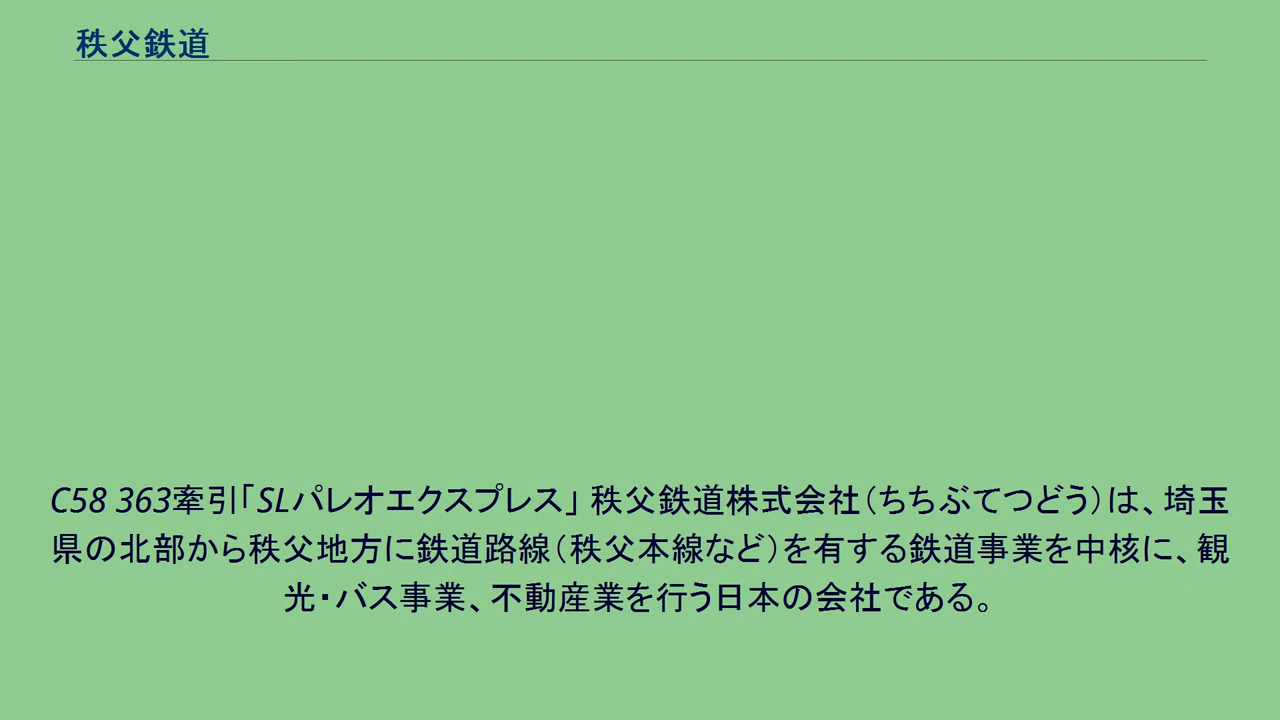 秩父鉄道
C58 363牽引「SLパレオエクスプレス」 秩父鉄道株式会社（ちちぶてつどう）は、埼玉
県の北部から秩父地方に鉄道路線（秩父本線など）を有する鉄道事業を中核に、観
光・バス事業、不動産業を行う日本の会社である。